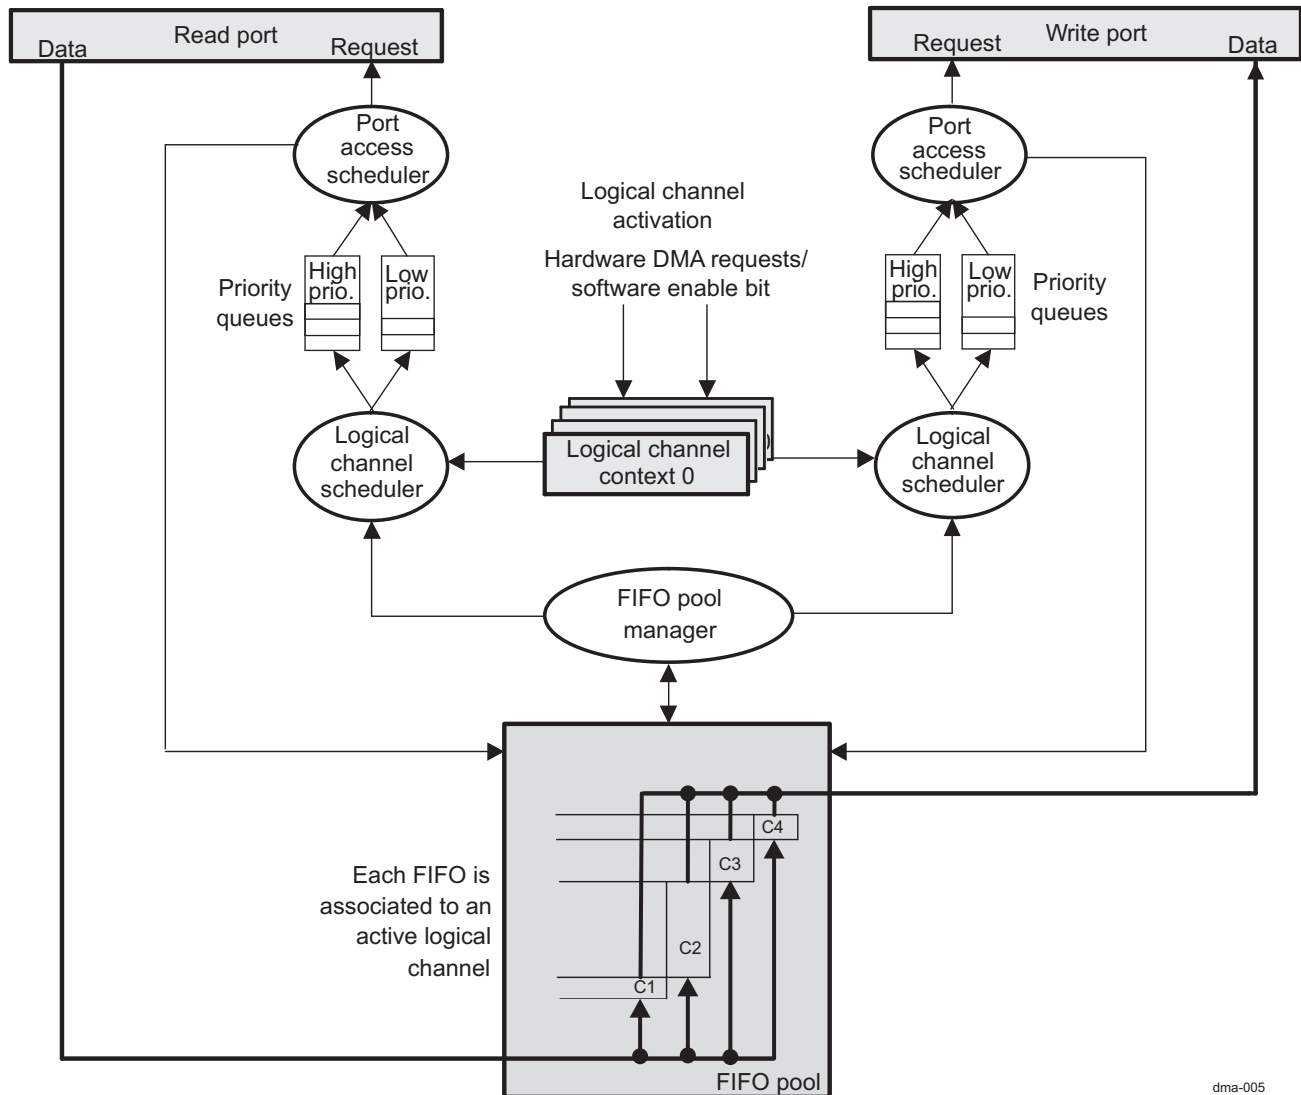 Read port
Data
Request
Write port
Request
Data
Port
access
scheduler
Port
access
scheduler
Logical channel
activation
Hardware DMA requests/
software enable bit
Priority
queues
High
prio.
Low
prio.
High
prio.
Low
prio.
Priority
queues
Logical
channel
scheduler
Logical channel
context 0
Logical
channel
scheduler
FIFO pool
manager
Each FIFO is
associated to an
active logical
channel
C4
C3
C2
C1
FIFO pool
dma-005